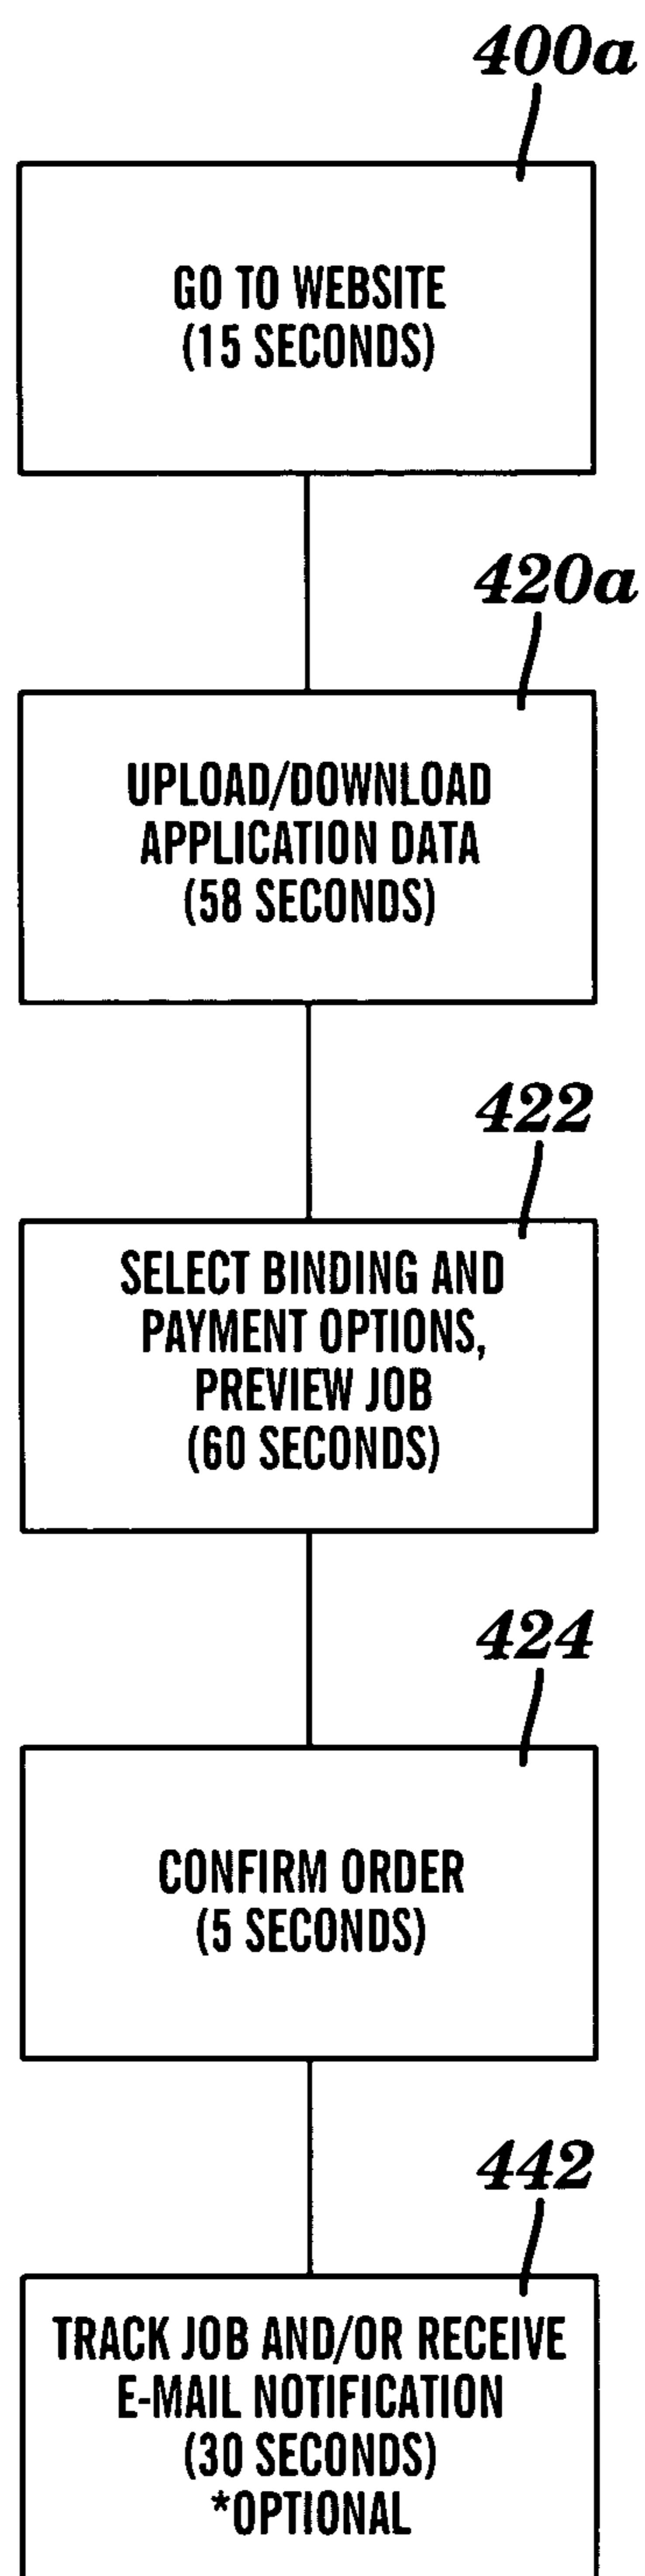 400a
GO TO WEBSITE
(15 SECONDS)
420a
UPLOAD/DOWNLOAD
APPLICATION DATA
(58 SECONDS)
422
SELECT BINDING AND
PAYMENT OPTIONS,
PREVIEW JOB
(60 SECONDS)
424
CONFIRM ORDER
(5 SECONDS)
442
TRACK JOB AND/OR RECEIVE
E-MAIL NOTIFICATION
(30 SECONDS)
*OPTIONAL